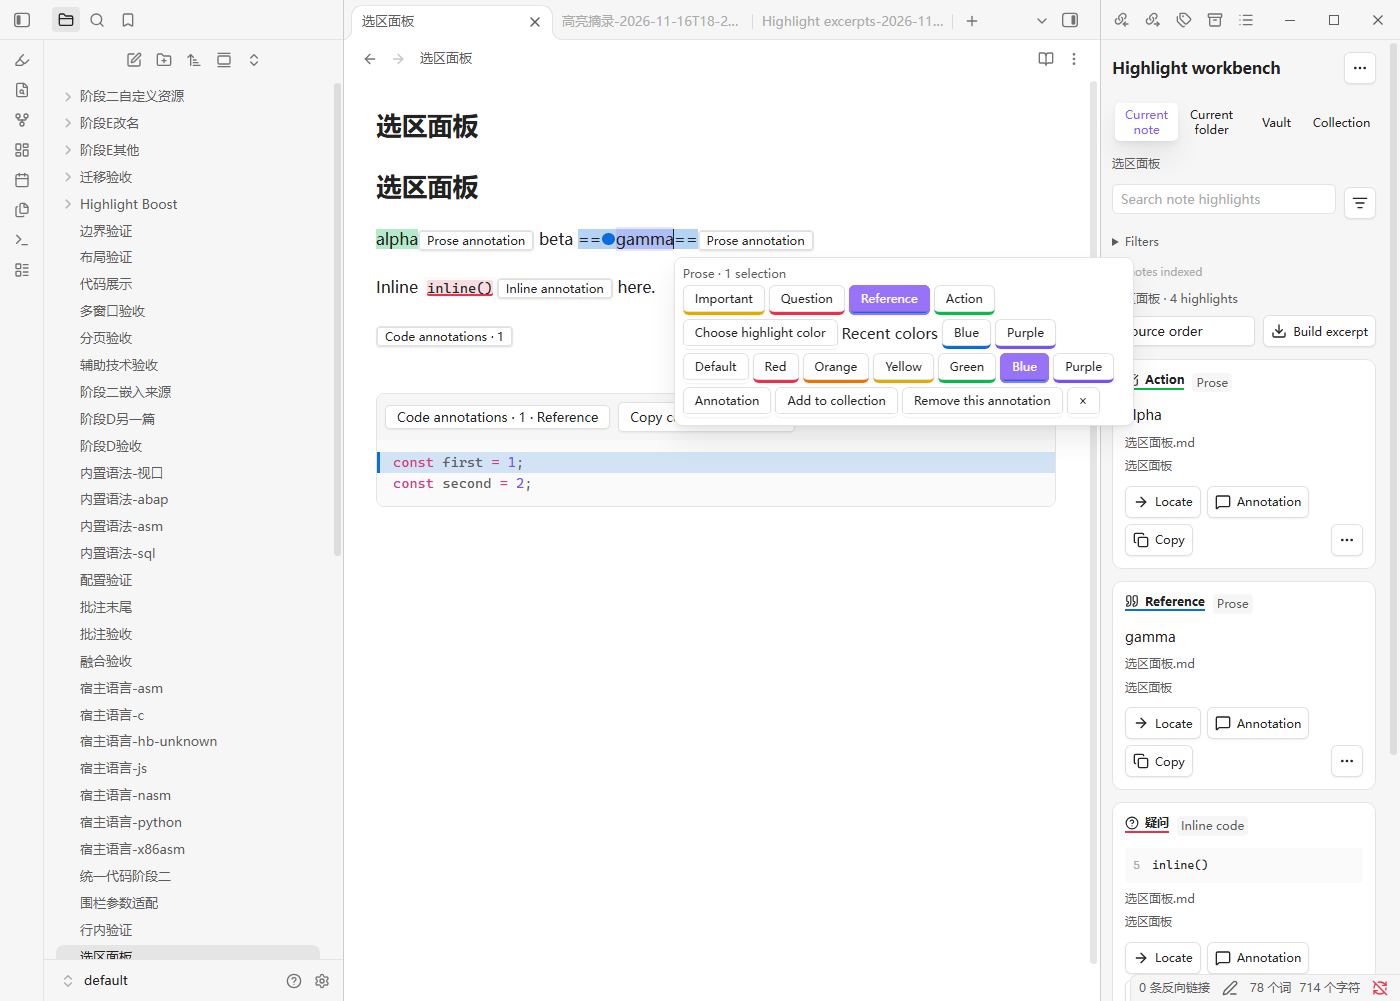 选区面板
高亮摘录-2026-11-16T18-2...
Highlight excerpts-2026-11...
阶段二自定义资源
阶段E改名
阶段E其他
迁移验收
Highlight Boost
边界验证
布局验证
代码展示
多窗口验收
分页验收
辅助技术验收
阶段二嵌入来源
阶段D另一篇
阶段D验收
内置语法-视口
内置语法-abap
内置语法-asm
内置语法-sql
配置验证
批注末尾
批注验收
融合验收
宿主语言-asm
宿主语言-c
宿主语言-hb-unknown
宿主语言-js
宿主语言-nasm
宿主语言-python
宿主语言-x86asm
统一代码阶段二
围栏参数适配
行内验证
选区面板
default
选区面板
选区面板
选区面板
alpha Prose annotation beta ==gamma== Prose annotation
Inline inline() Inline annotation here.
Code annotations · 1
Code annotations · 1 · Reference
Copy c
const first = 1;
const second = 2;
Prose · 1 selection
Important Question Reference Action
Choose highlight color Recent colors Blue Purple
Default Red Orange Yellow Green Blue Purple
Annotation Add to collection Remove this annotation ×
Highlight workbench
Current note
Current folder
Vault
Collection
选区面板
Search note highlights
Filters
notes indexed
面板 · 4 highlights
ource order
Build excerpt
Action Prose
lpha
选区面板.md
选区面板
Locate Annotation
Copy
Reference Prose
gamma
选区面板.md
选区面板
Locate Annotation
Copy
疑问 Inline code
5 inline()
选区面板.md
选区面板
Locate Annotation
0 条反向链接 78 个词 714 个字符